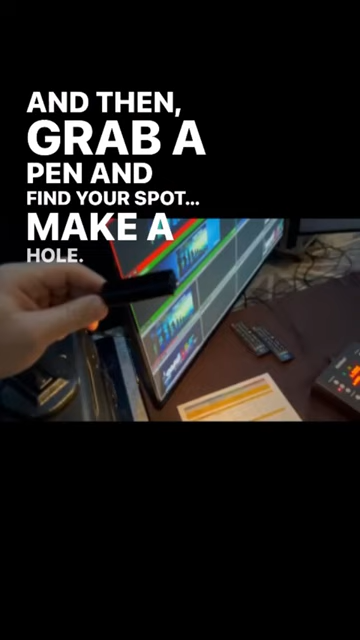 AND THEN,
GRAB A
PEN AND
FIND YOUR SPOT...
MAKE A
HOLE.